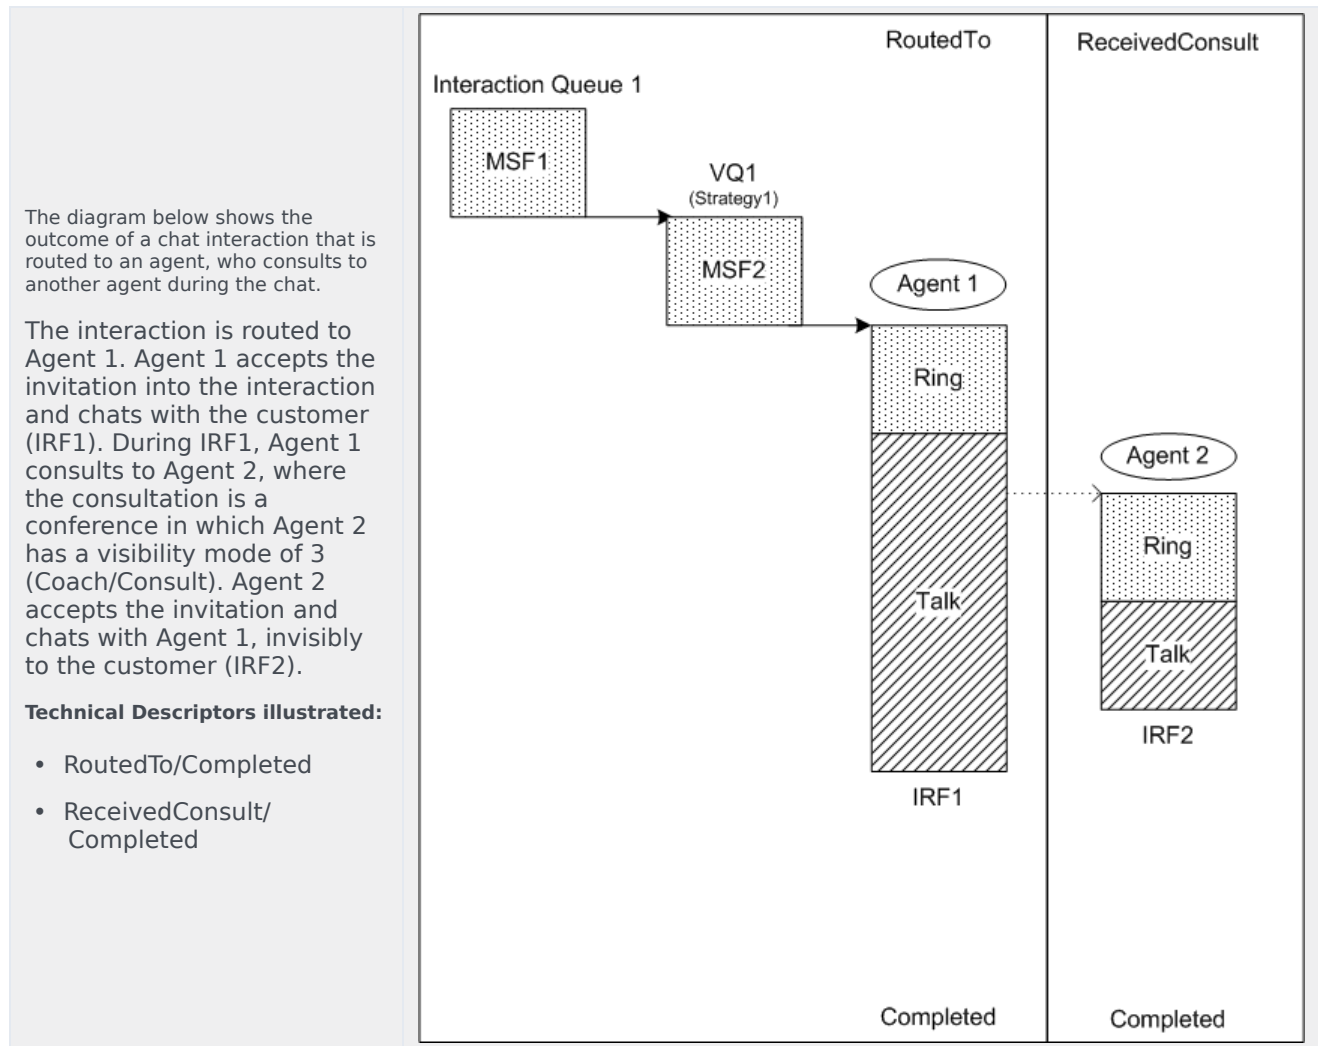 The diagram below shows the
outcome of a chat interaction that is
routed to an agent, who consults to
another agent during the chat.
The interaction is routed to
Agent 1. Agent 1 accepts the
invitation into the interaction
and chats with the customer
(IRF1). During IRF1, Agent 1
consults to Agent 2, where
the consultation is a
conference in which Agent 2
has a visibility mode of 3
(Coach/Consult). Agent 2
accepts the invitation and
chats with Agent 1, invisibly
to the customer (IRF2).
Technical Descriptors illustrated:
• RoutedTo/Completed
• ReceivedConsult/
Completed
RoutedTo
ReceivedConsult
Interaction Queue 1
MSF1
VQ1
(Strategy1)
MSF2
Agent 1
Ring
Talk
IRF1
Agent 2
Ring
Talk
IRF2
Completed
Completed